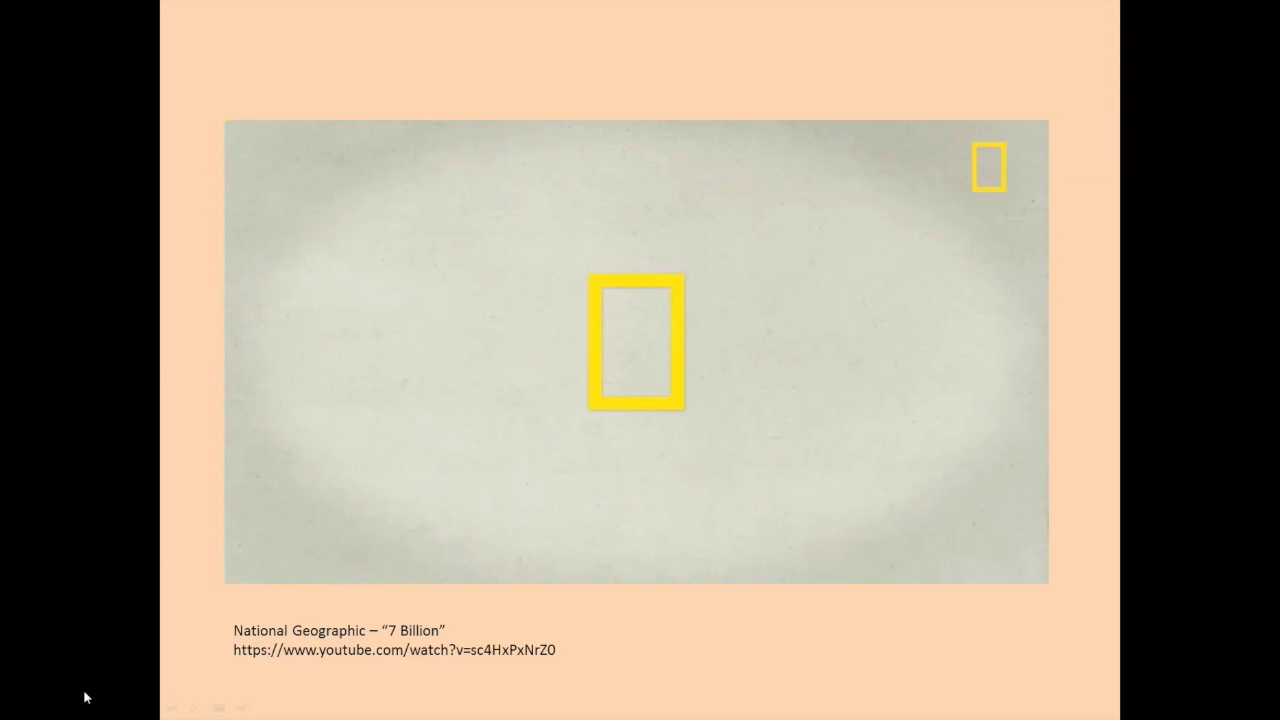 National Geographic – “7 Billion”
https://www.youtube.com/watch?v=sc4HxPxNrZ0